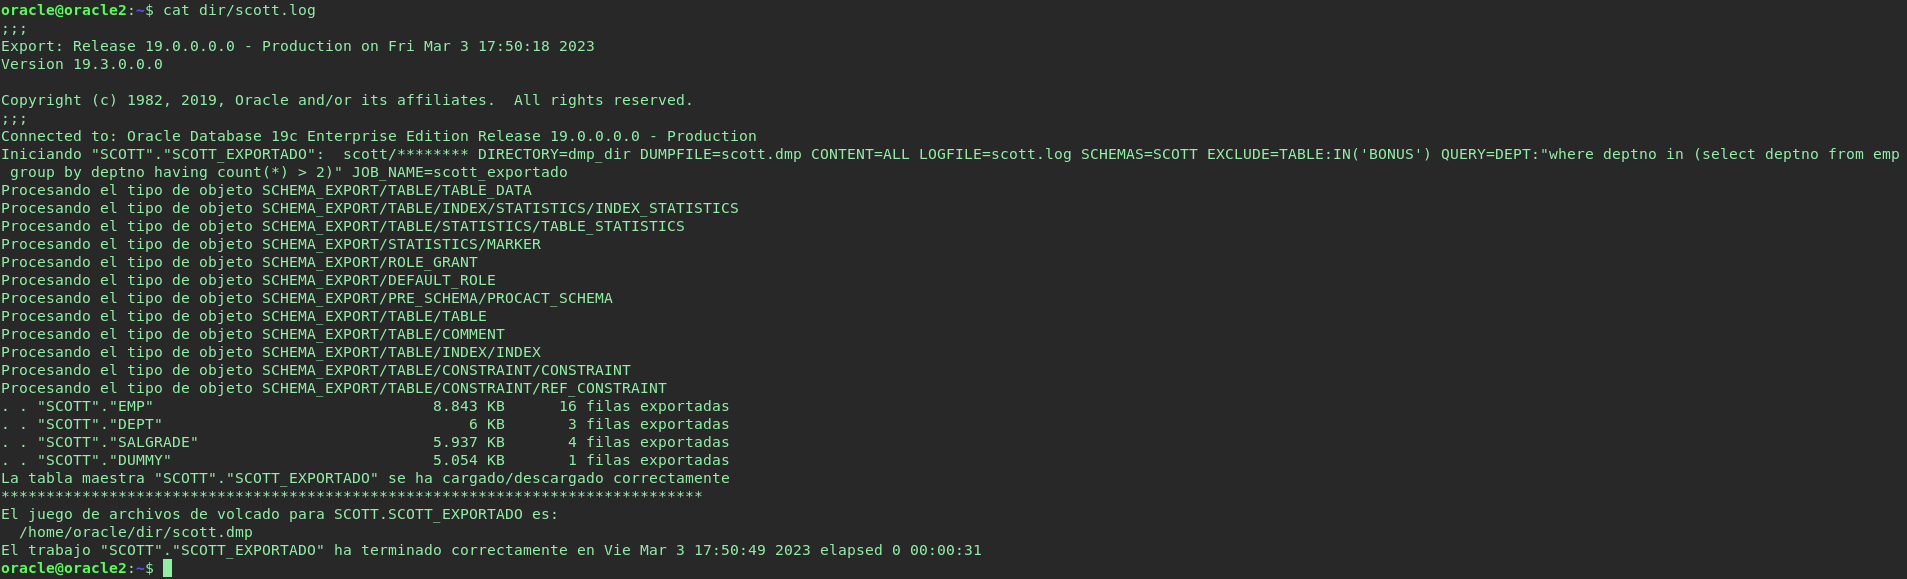 oracle@oracle2:~$ cat dir/scott.log
;;;
Export: Release 19.0.0.0.0 - Production on Fri Mar 3 17:50:18 2023
Version 19.3.0.0.0
Copyright (c) 1982, 2019, Oracle and/or its affiliates.  All rights reserved.
;;;
Connected to: Oracle Database 19c Enterprise Edition Release 19.0.0.0.0 - Production
Iniciando "SCOTT"."SCOTT_EXPORTADO":  scott/******** DIRECTORY=dmp_dir DUMPFILE=scott.dmp CONTENT=ALL LOGFILE=scott.log SCHEMAS=SCOTT EXCLUDE=TABLE:IN('BONUS') QUERY=DEPT:"where deptno in (select deptno from emp
 group by deptno having count(*) > 2)" JOB_NAME=scott_exportado
Procesando el tipo de objeto SCHEMA_EXPORT/TABLE/TABLE_DATA
Procesando el tipo de objeto SCHEMA_EXPORT/TABLE/INDEX/STATISTICS/INDEX_STATISTICS
Procesando el tipo de objeto SCHEMA_EXPORT/TABLE/STATISTICS/TABLE_STATISTICS
Procesando el tipo de objeto SCHEMA_EXPORT/STATISTICS/MARKER
Procesando el tipo de objeto SCHEMA_EXPORT/ROLE_GRANT
Procesando el tipo de objeto SCHEMA_EXPORT/DEFAULT_ROLE
Procesando el tipo de objeto SCHEMA_EXPORT/PRE_SCHEMA/PROCACT_SCHEMA
Procesando el tipo de objeto SCHEMA_EXPORT/TABLE/TABLE
Procesando el tipo de objeto SCHEMA_EXPORT/TABLE/COMMENT
Procesando el tipo de objeto SCHEMA_EXPORT/TABLE/INDEX/INDEX
Procesando el tipo de objeto SCHEMA_EXPORT/TABLE/CONSTRAINT/CONSTRAINT
Procesando el tipo de objeto SCHEMA_EXPORT/TABLE/CONSTRAINT/REF_CONSTRAINT
. . "SCOTT"."EMP"                               8.843 KB      16 filas exportadas
. . "SCOTT"."DEPT"                                  6 KB       3 filas exportadas
. . "SCOTT"."SALGRADE"                          5.937 KB       4 filas exportadas
. . "SCOTT"."DUMMY"                             5.054 KB       1 filas exportadas
La tabla maestra "SCOTT"."SCOTT_EXPORTADO" se ha cargado/descargado correctamente
******************************************************************************
El juego de archivos de volcado para SCOTT.SCOTT_EXPORTADO es:
  /home/oracle/dir/scott.dmp
El trabajo "SCOTT"."SCOTT_EXPORTADO" ha terminado correctamente en Vie Mar 3 17:50:49 2023 elapsed 0 00:00:31
oracle@oracle2:~$